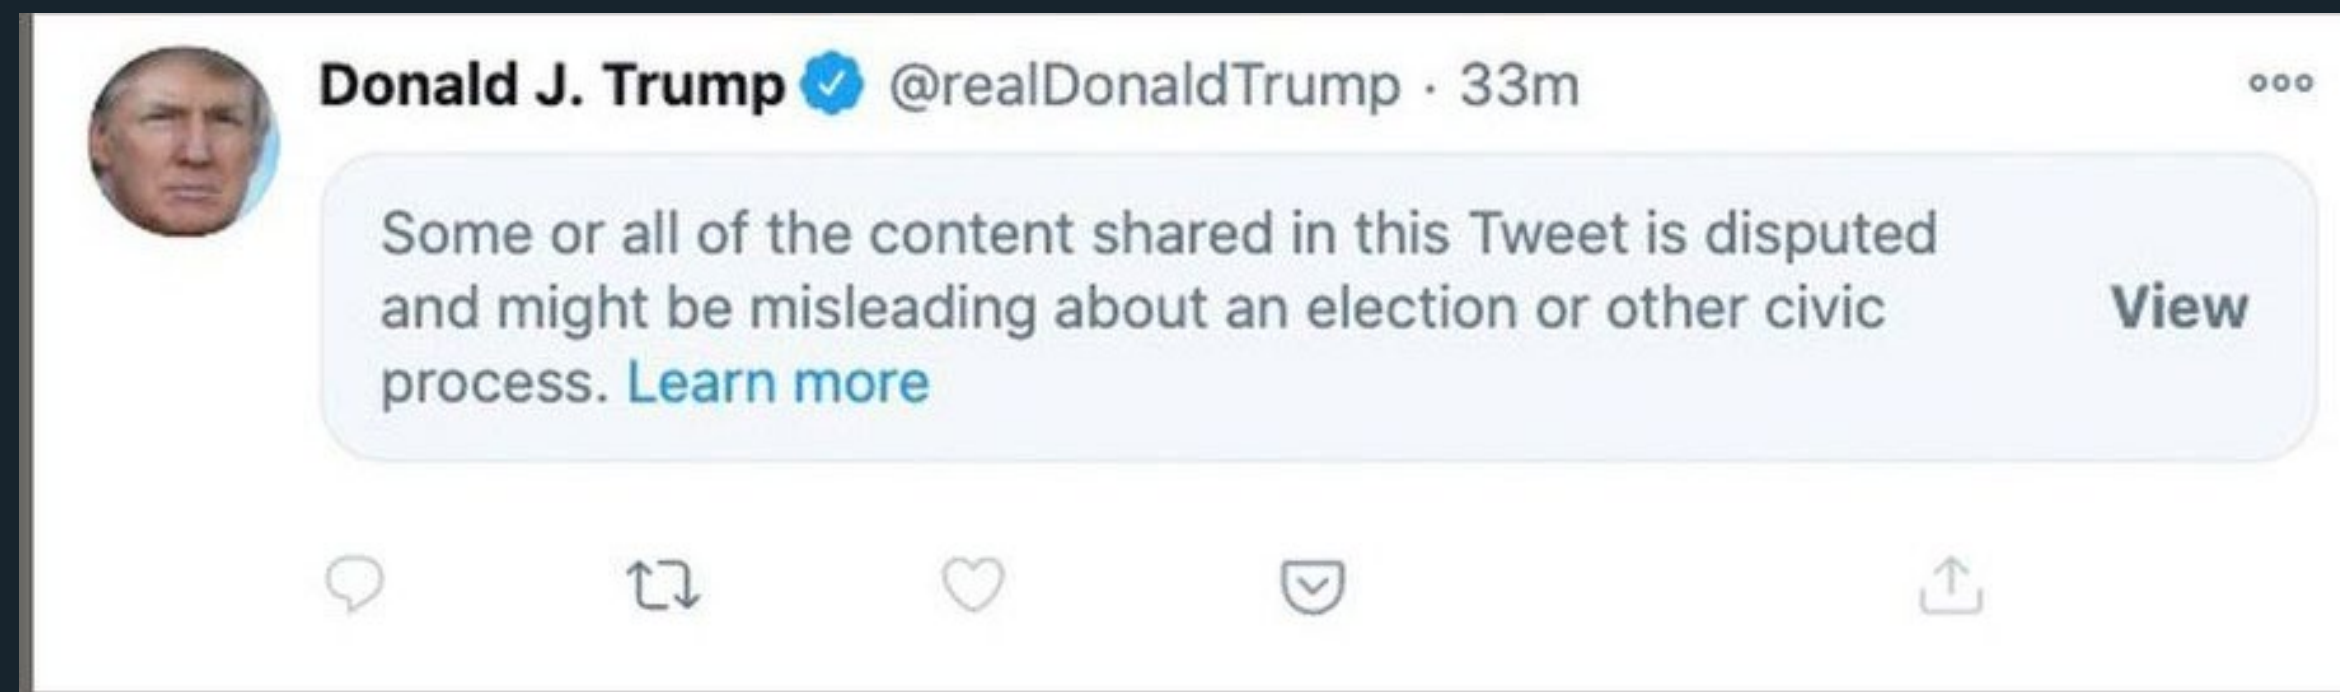 Donald J. Trump @realDonaldTrump · 33m
Some or all of the content shared in this Tweet is disputed
and might be misleading about an election or other civic
process. Learn more
View